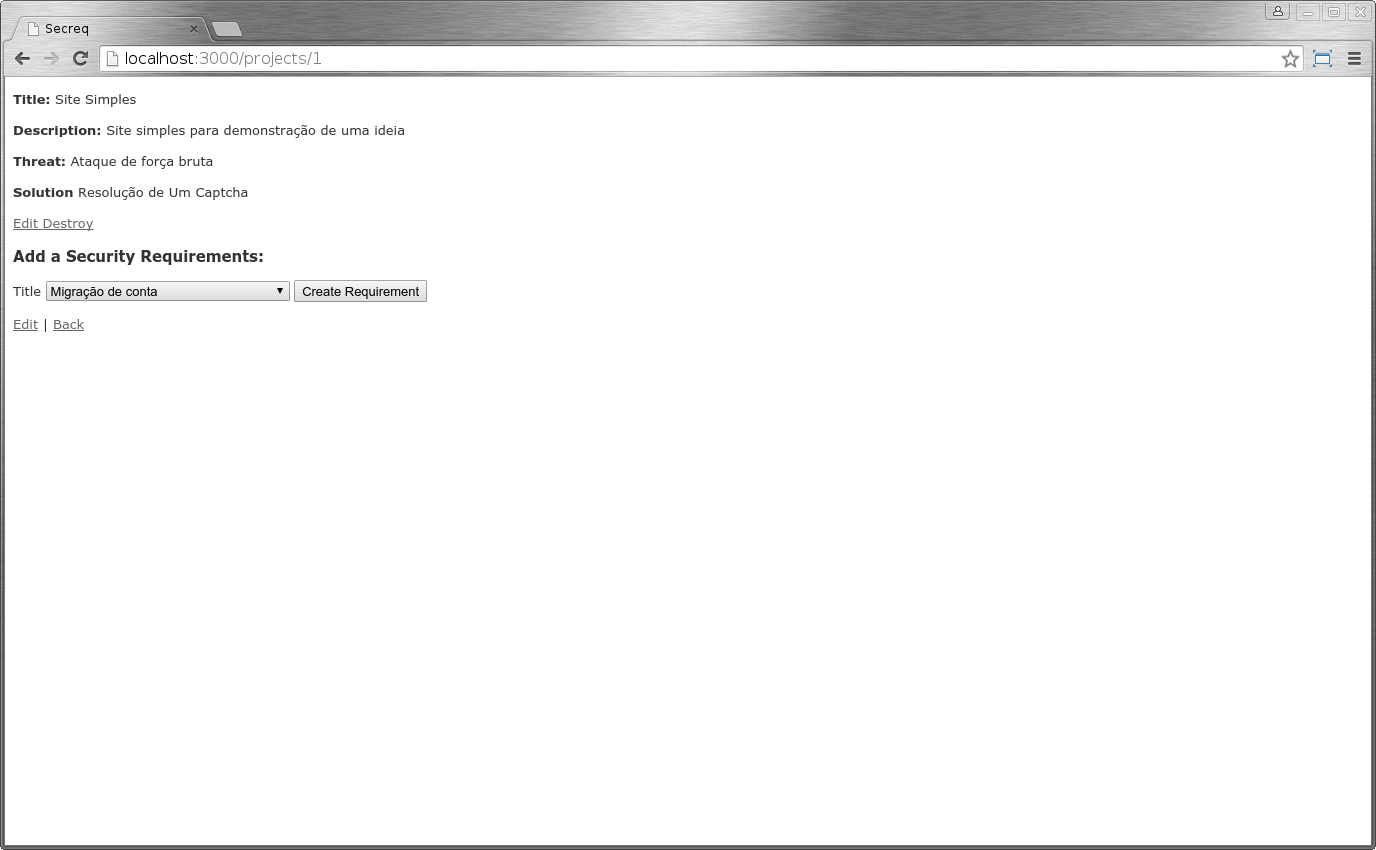 Secreq
localhost:3000/projects/1
Title: Site Simples
Description: Site simples para demonstração de uma ideia
Threat: Ataque de força bruta
Solution Resolução de Um Captcha
Edit Destroy
Add a Security Requirements:
Title Migração de conta Create Requirement
Edit | Back